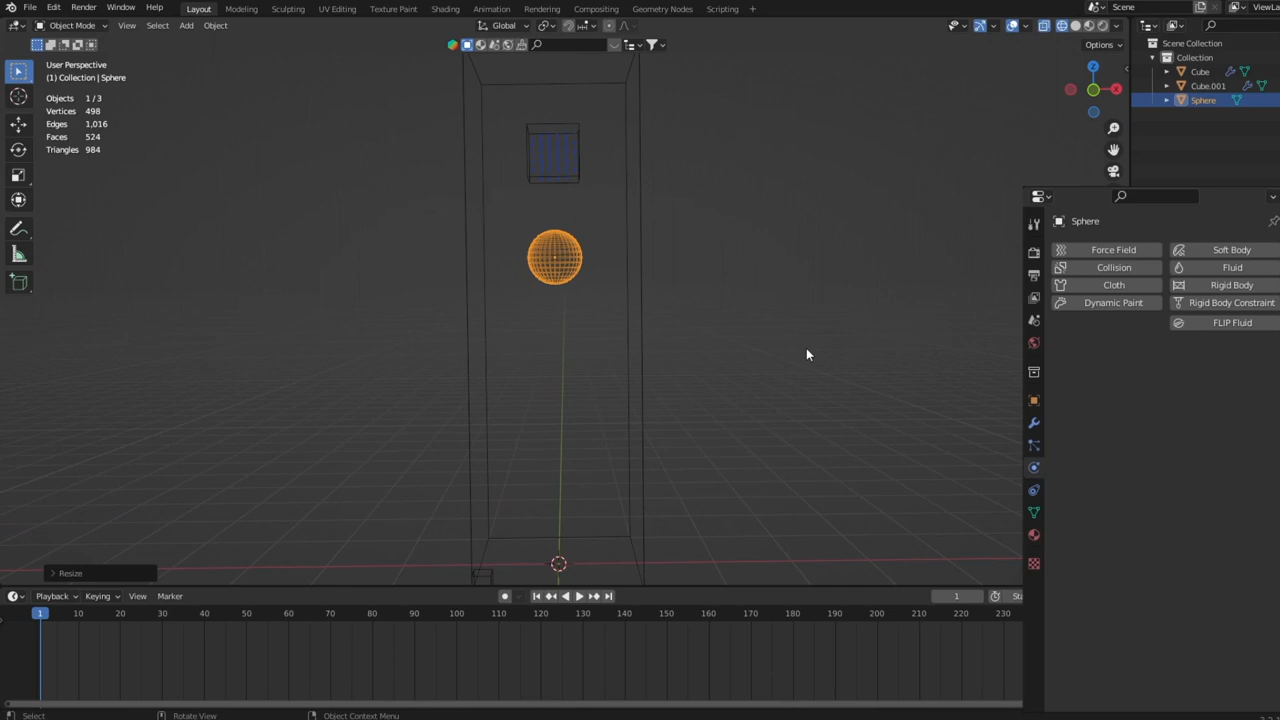 File Edit Render Window Help Layout Modeling Sculpting UV Editing Texture Paint Shading Animation Rendering Compositing Geometry Nodes Scripting + Scene ViewLa
Object Mode View Select Add Object Global
Options
User Perspective
(1) Collection | Sphere
Objects 1/3
Vertices 498
Edges 1,016
Faces 524
Triangles 984
Z
X
Scene Collection
Collection
Cube
Cube.001
Sphere
Sphere
Force Field Soft Body
Collision Fluid
Cloth Rigid Body
Dynamic Paint Rigid Body Constraint
FLIP Fluid
Resize
Playback Keying View Marker 1 Sta
1 10 20 30 40 50 60 70 80 90 100 110 120 130 140 150 160 170 180 190 200 210 220 230
Select Rotate View Object Context Menu